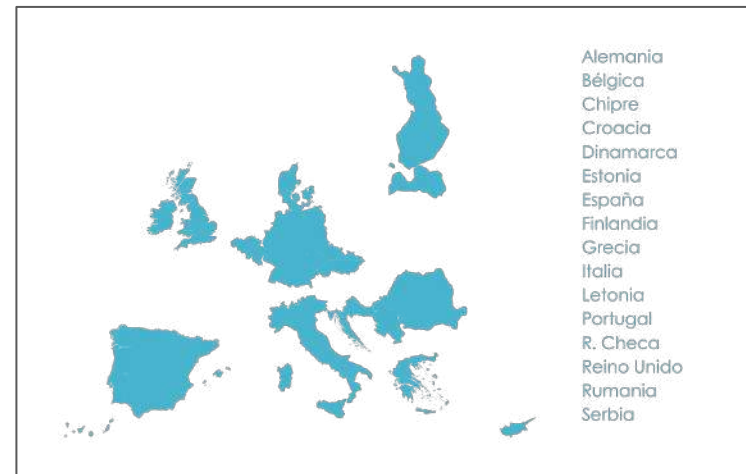 Alemania
Bélgica
Chipre
Croacia
Dinamarca
Estonia
España
Finlandia
Grecia
Italia
Letonia
Portugal
R. Checa
Reino Unido
Rumania
Serbia